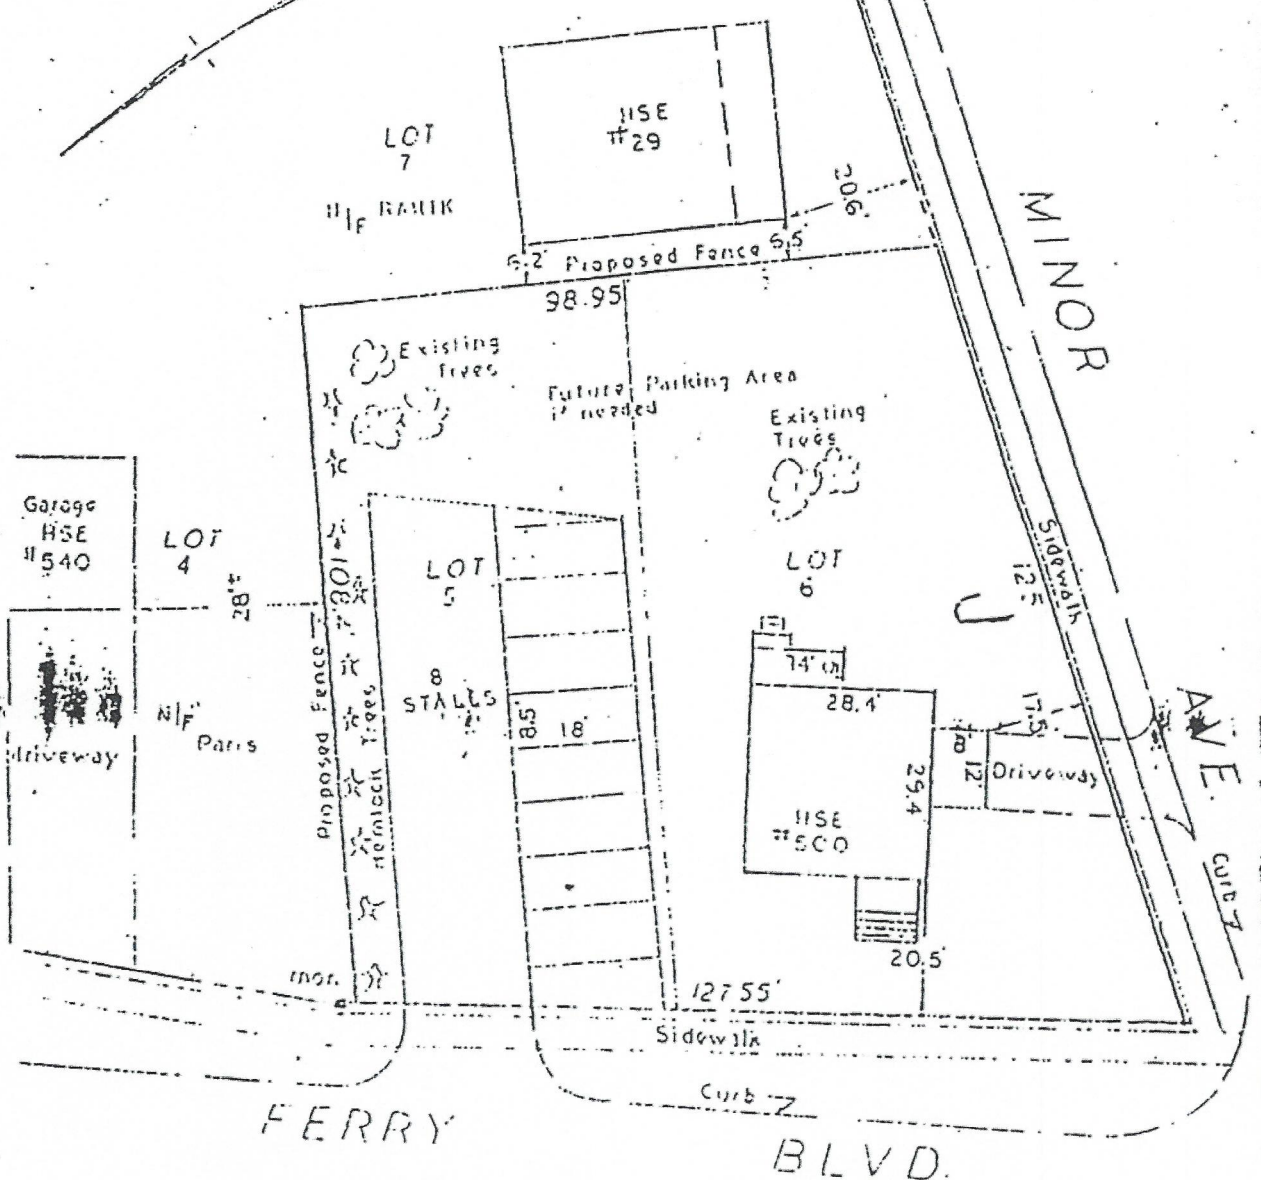 LOT
7
HSE
#29
20.6'
N/F
6.2'
Proposed Fence
6.5'
98.95
MINOR
Existing
Trees
Future Parking Area
if needed
Existing
Trees
Garage
HSE
#540
LOT
4
28'±
LOT
5
LOT
6
Sidewalk
12.5
8
STALLS
8.5'
18'
14'
28.4'
17.5'
AVE.
N/F
Paris
driveway
Proposed Fence
Hemlock Trees
29.4
12'
Driveway
HSE
#500
Curb
20.5'
mon.
127.55'
Sidewalk
Curb
FERRY
BLVD.